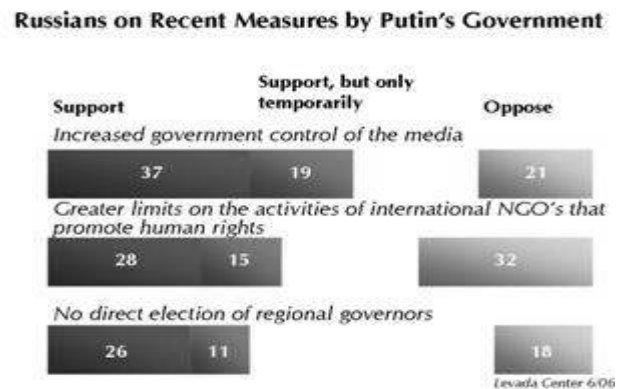 Russians on Recent Measures by Putin's Government
Support, but only
temporarily
Support
Oppose
Increased government control of the media
37 19 21
Greater limits on the activities of international NGO's that
promote human rights
28 15 32
No direct election of regional governors
26 11 18
Levada Center 6/06